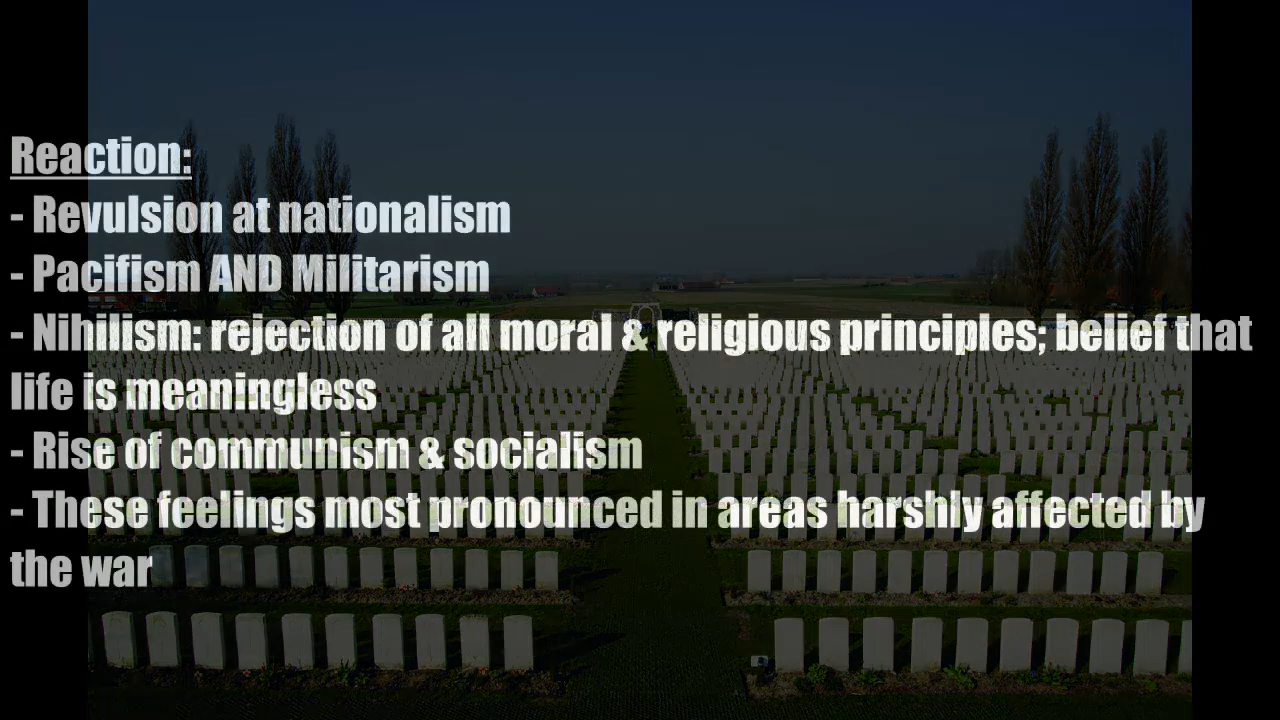 Reaction:
- Revulsion at nationalism
- Pacifism AND Militarism
- Nihilism: rejection of all moral & religious principles; belief that
life is meaningless
- Rise of communism & socialism
- These feelings most pronounced in areas harshly affected by
the war